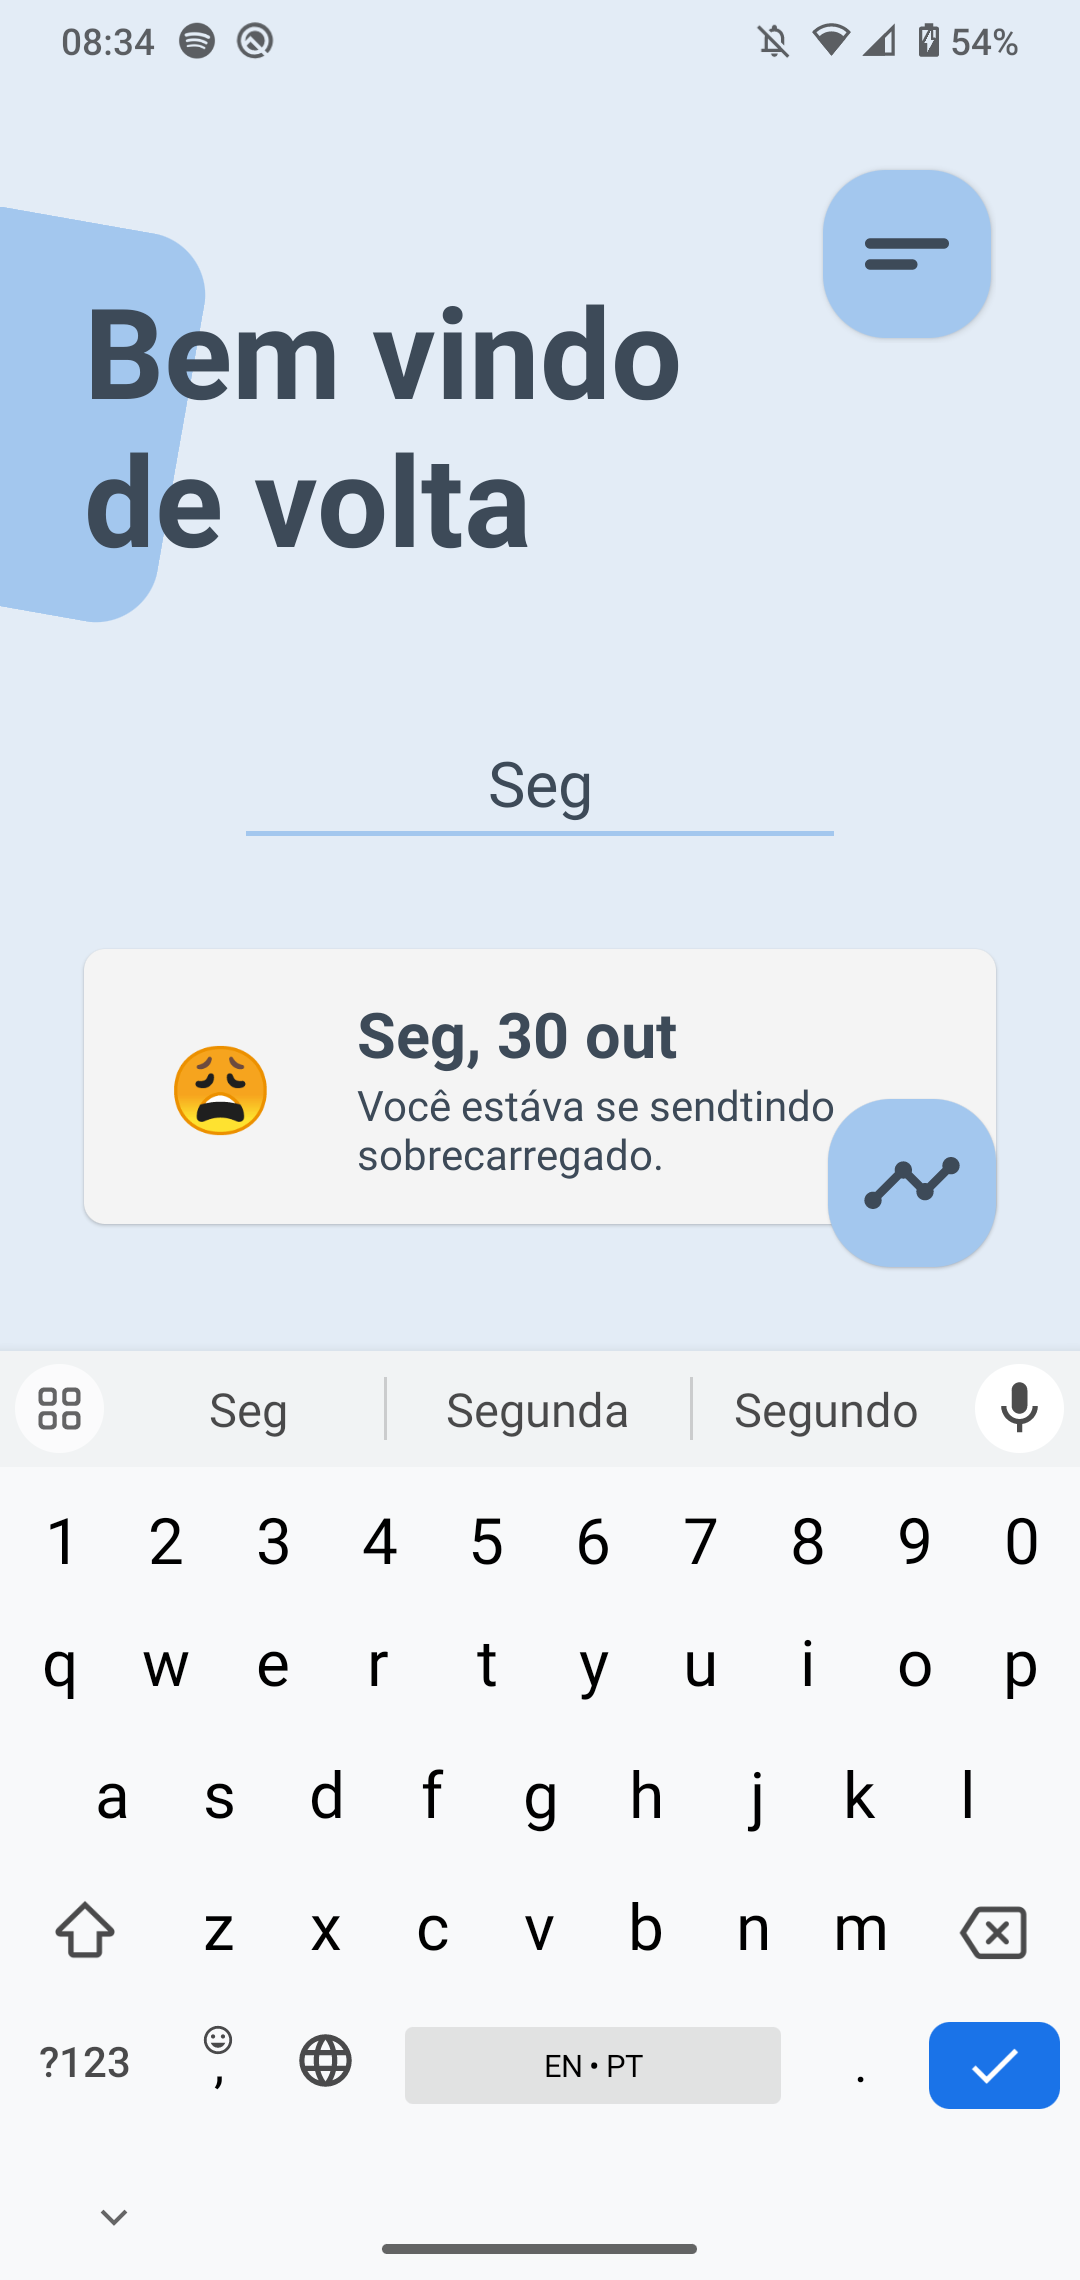 08:34 54%
Bem vindo
de volta
Seg
Seg, 30 out
Você estáva se sendtindo
sobrecarregado.
Seg Segunda Segundo
1 2 3 4 5 6 7 8 9 0
q w e r t y u i o p
a s d f g h j k l
z x c v b n m
?123 , EN • PT .